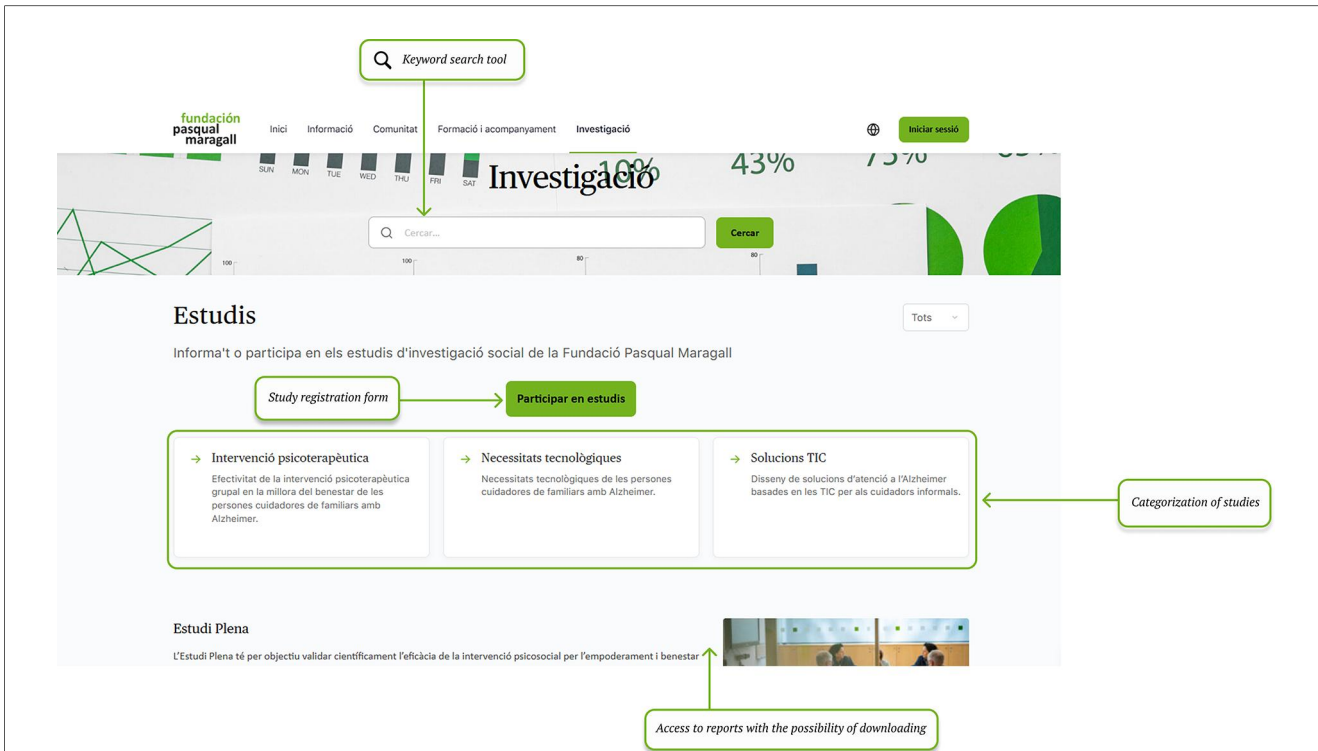 Keyword search tool
fundación
pasqual
maragall
Inici Informació Comunitat Formació i acompanyament Investigació
Iniciar sessió
10% 43% 75%
SUN MON TUE WED THU FRI SAT
Investigació
Cercar...
Cercar
100 100 80 80
Estudis
Tots
Informa't o participa en els estudis d'investigació social de la Fundació Pasqual Maragall
Study registration form
Participar en estudis
Intervenció psicoterapèutica
Efectivitat de la intervenció psicoterapèutica
grupal en la millora del benestar de les
persones cuidadores de familiars amb
Alzheimer.
Necessitats tecnològiques
Necessitats tecnològiques de les persones
cuidadores de familiars amb Alzheimer.
Solucions TIC
Disseny de solucions d'atenció a l'Alzheimer
basades en les TIC per als cuidadors informals.
Categorization of studies
Estudi Plena
L'Estudi Plena té per objectiu validar científicament l'eficàcia de la intervenció psicosocial per l'empoderament i benestar
Access to reports with the possibility of downloading